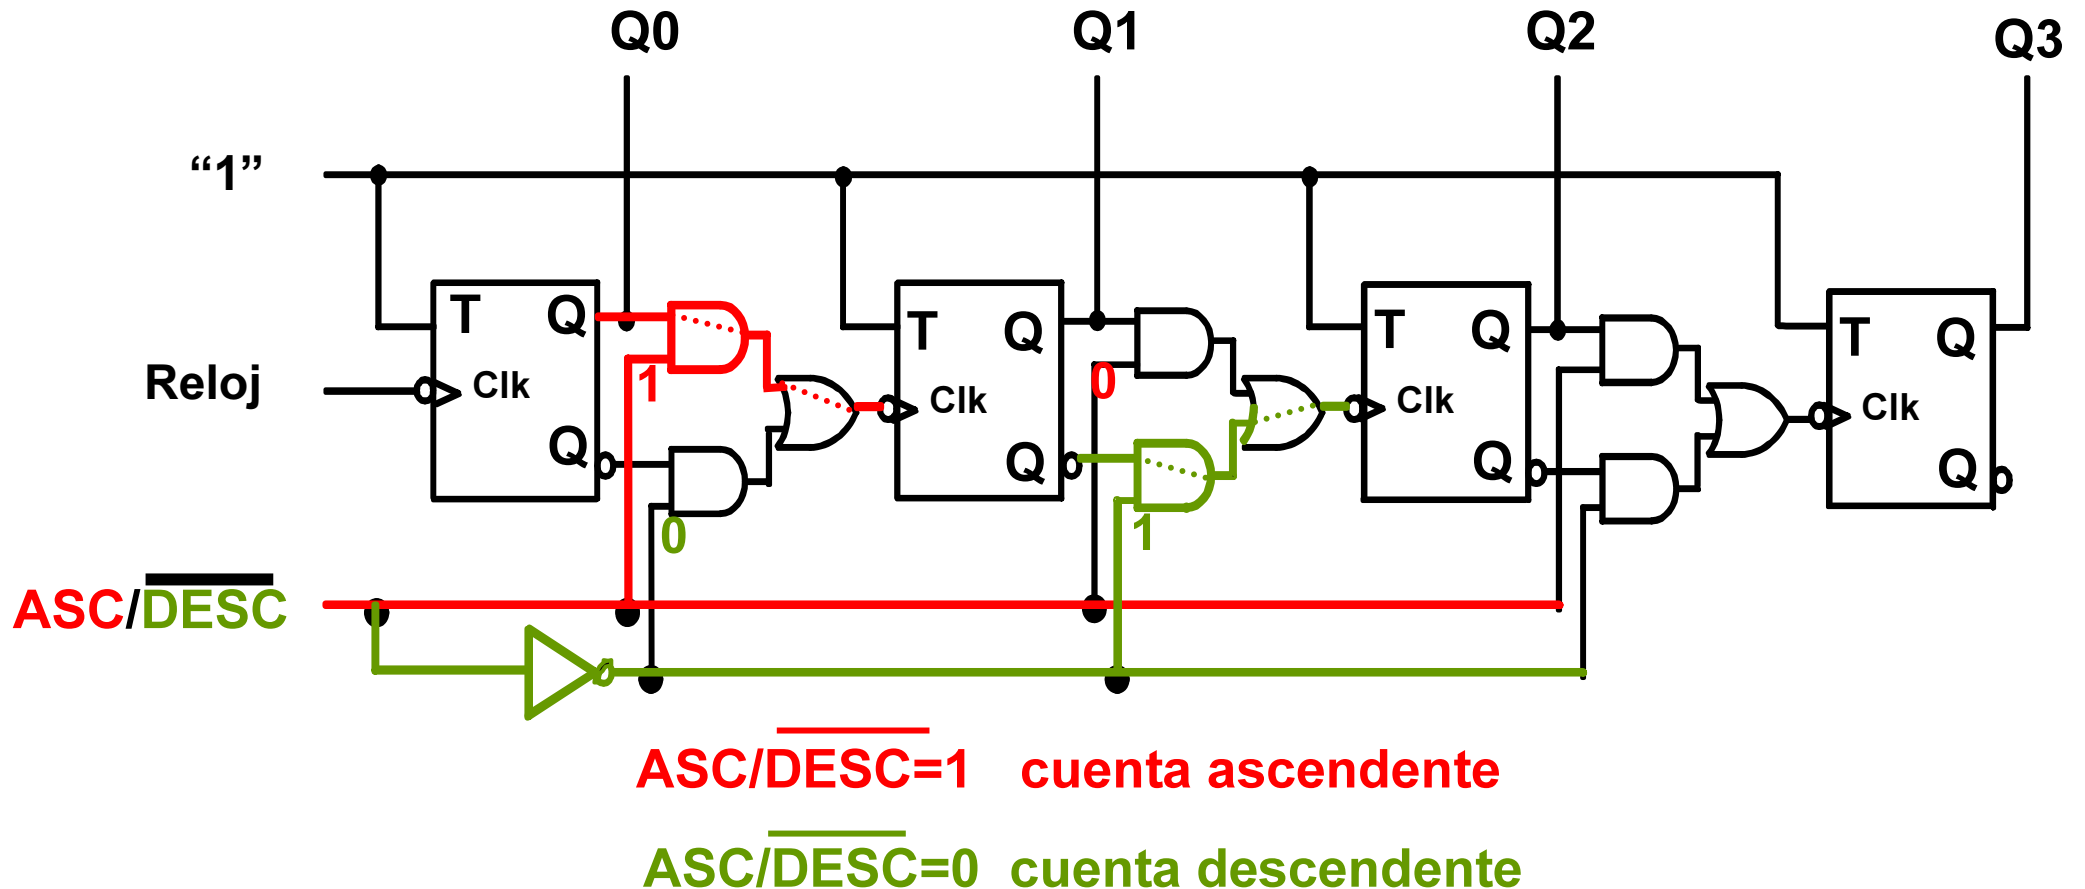 Q0 Q1 Q2 Q3
“1”
T Q T Q T Q T Q
Reloj Clk Clk Clk Clk
1 0
Q Q Q Q
0 1
ASC/DESC
ASC/DESC=1 cuenta ascendente
ASC/DESC=0 cuenta descendente